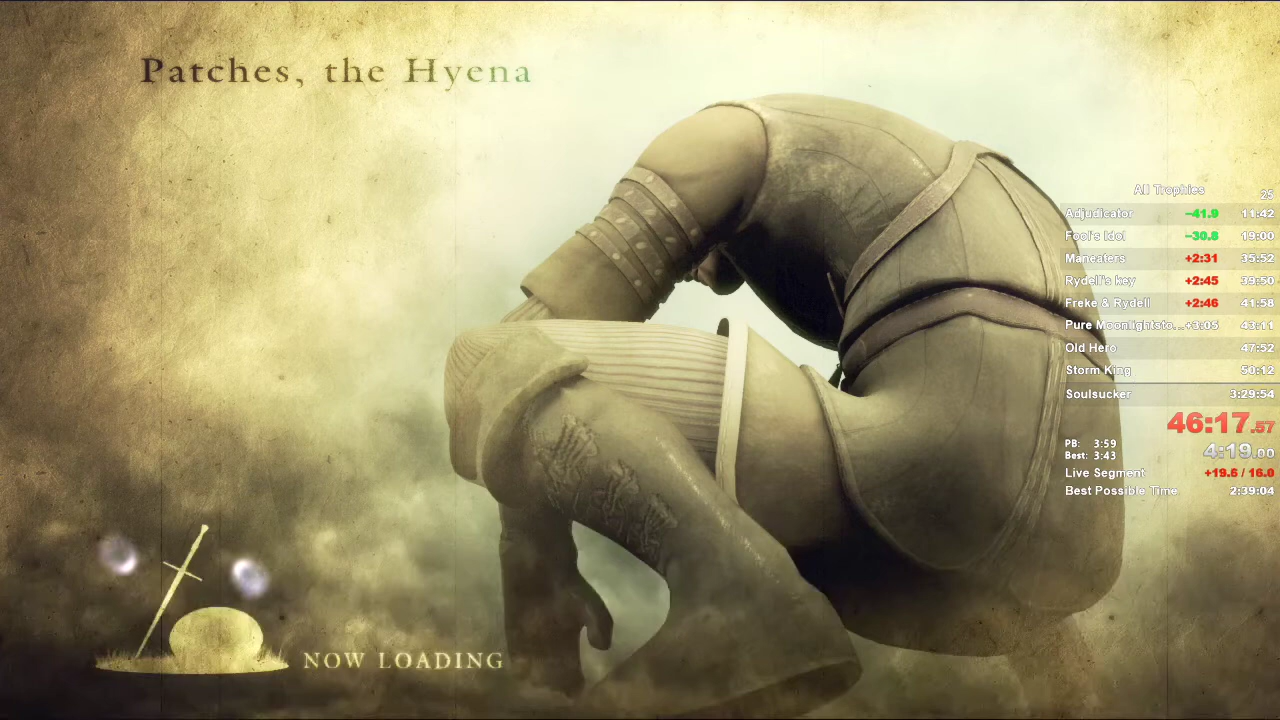 Patches, the Hyena
All Trophies
25
Adjudicator −41.9 11:42
Fool's Idol −30.8 19:00
Maneaters +2:31 35:52
Rydell's key +2:45 39:50
Freke & Rydell +2:46 41:58
Pure Moonlightsto... +3:05 43:11
Old Hero 47:52
Storm King 50:12
Soulsucker 3:29:54
46:17.57
PB: 3:59
Best: 3:43
4:19.00
Live Segment +19.6 / 16.0
Best Possible Time 2:39:04
NOW LOADING